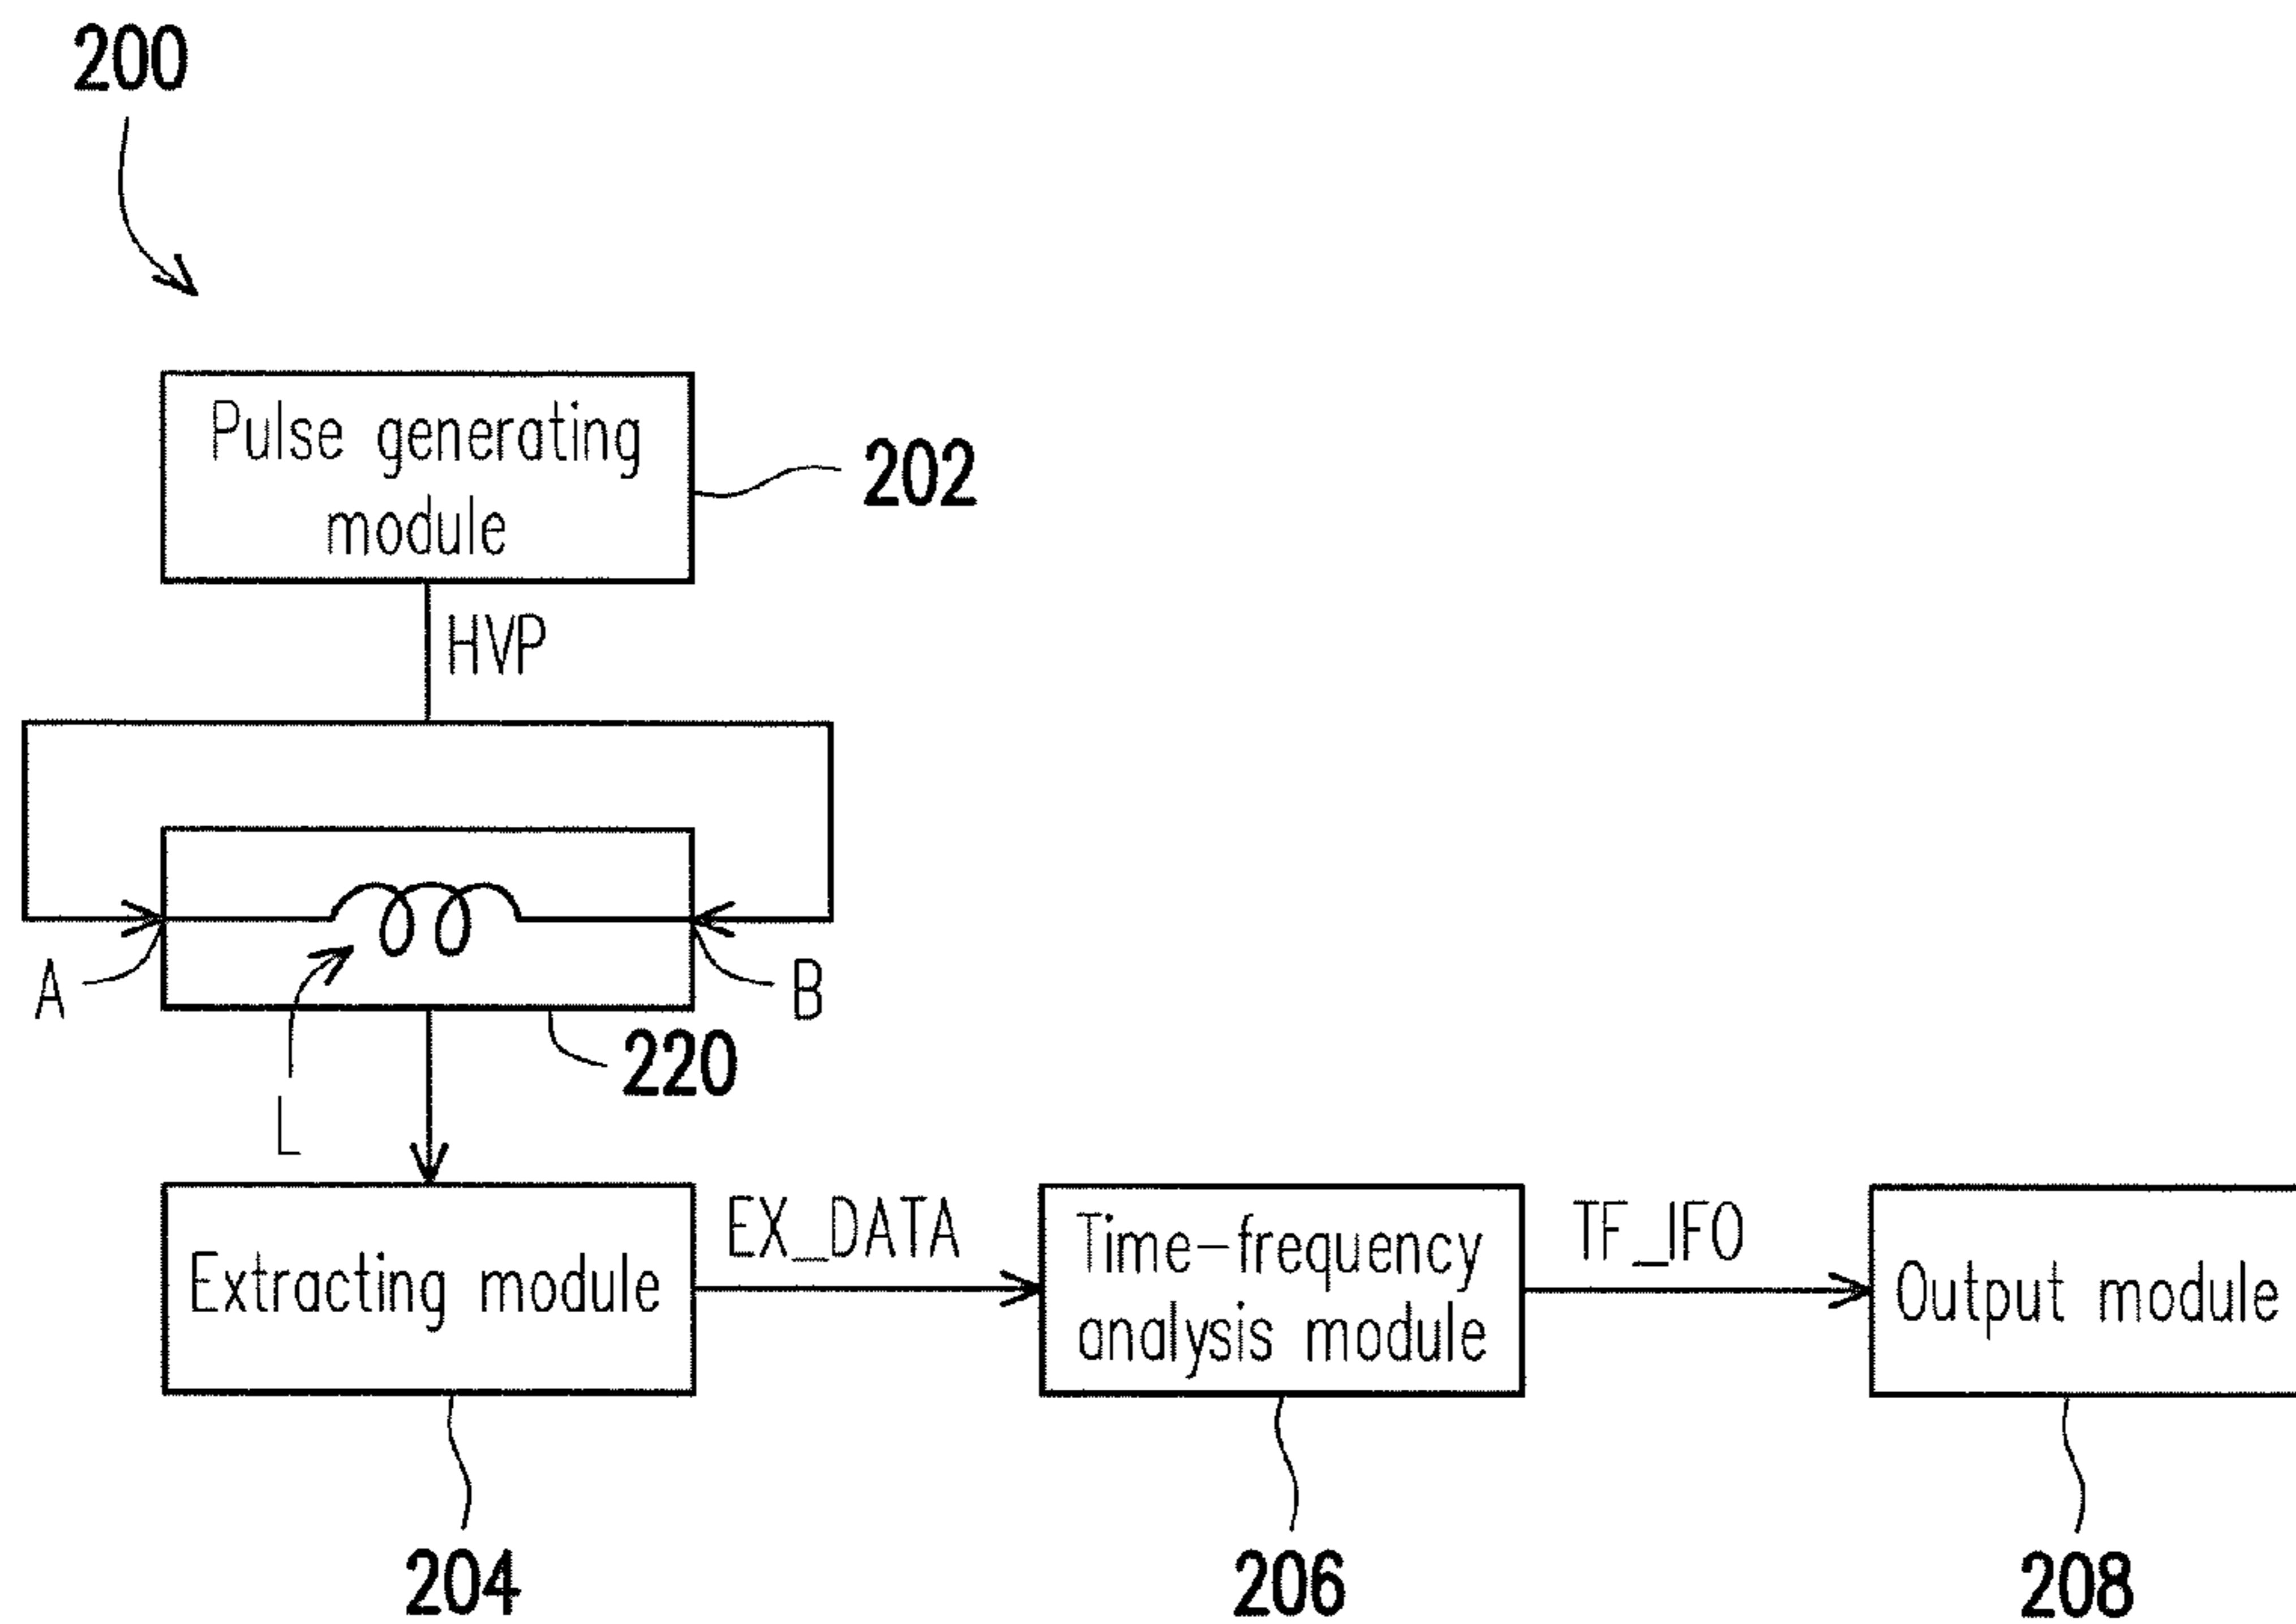 200
Pulse generating
module
202
HVP
A
B
220
L
Extracting module
EX_DATA
Time-frequency
analysis module
TF_IFO
Output module
204
206
208